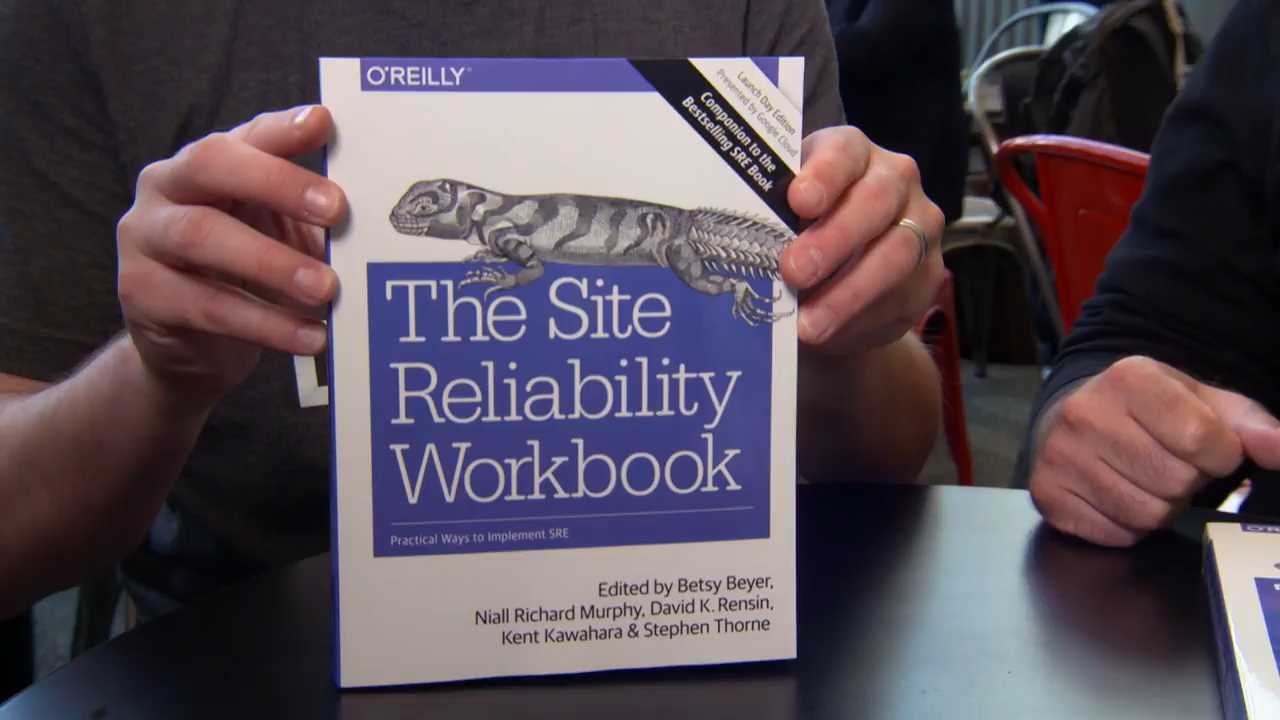 O'REILLY®
Launch Day Edition
Presented by Google Cloud
Companion to the
Bestselling SRE Book
The Site
Reliability
Workbook
Practical Ways to Implement SRE
Edited by Betsy Beyer,
Niall Richard Murphy, David K. Rensin,
Kent Kawahara & Stephen Thorne